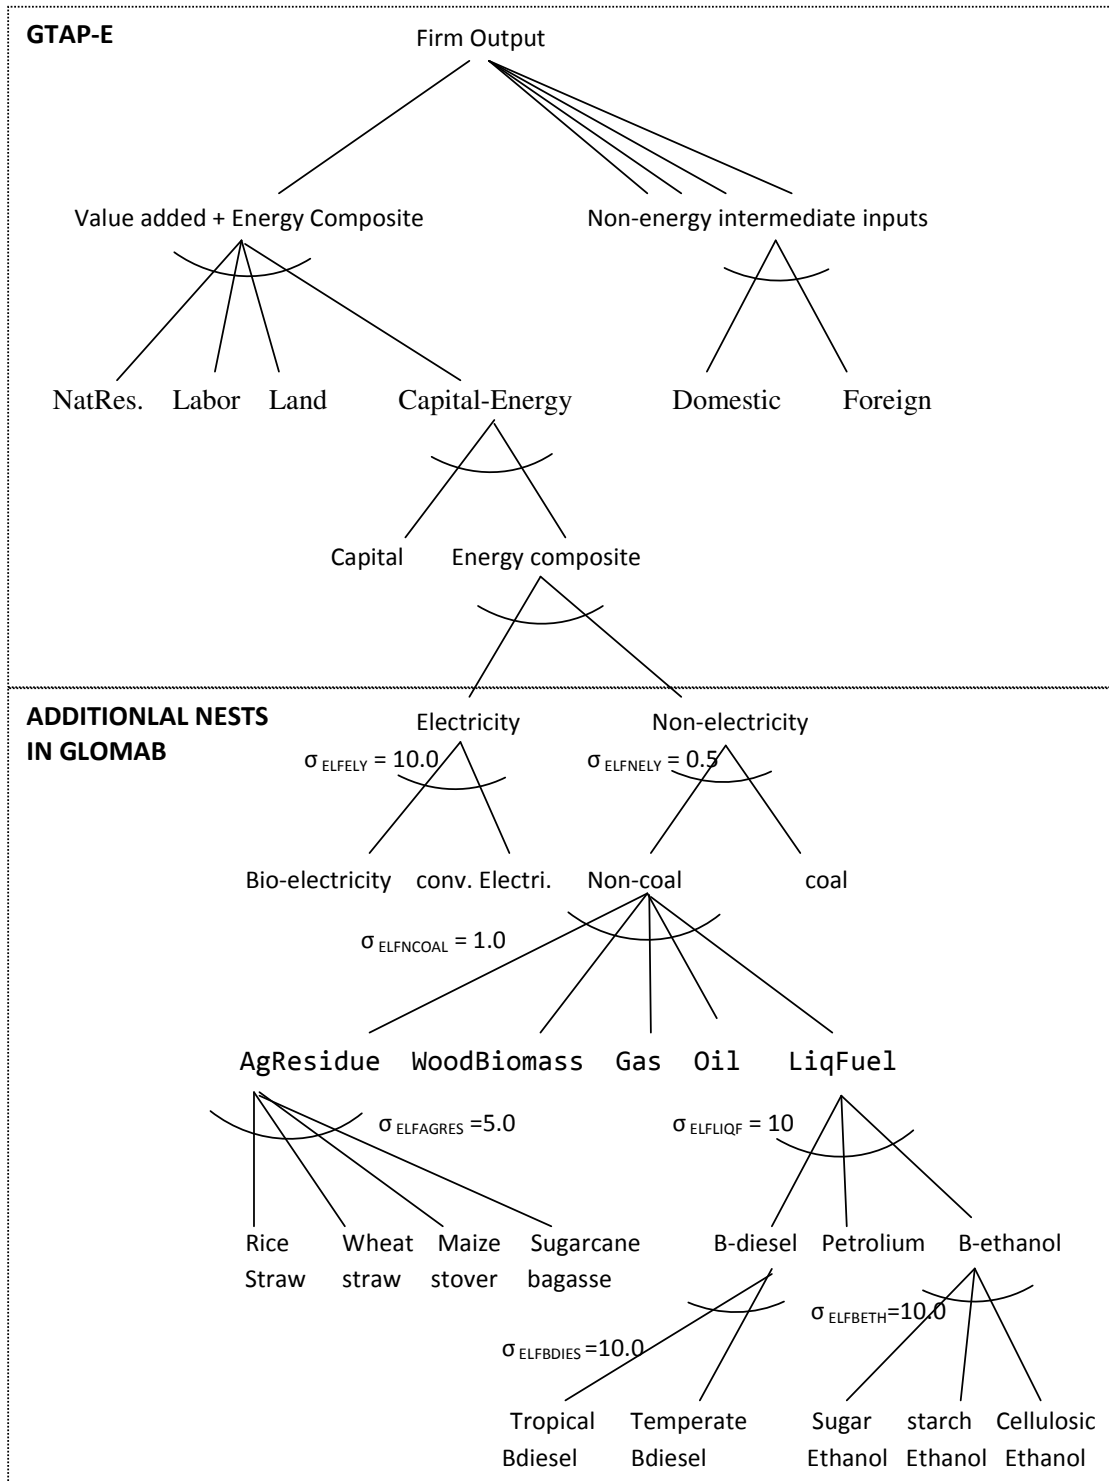 GTAP-E
Firm Output
Value added + Energy Composite
Non-energy intermediate inputs
NatRes.
Labor
Land
Capital-Energy
Domestic
Foreign
Capital
Energy composite
ADDITIONLAL NESTS
IN GLOMAB
Electricity
Non-electricity
σ ELFELY = 10.0
σ ELFNELY = 0.5
Bio-electricity
conv. Electri.
Non-coal
coal
σ ELFNCOAL = 1.0
AgResidue
WoodBiomass
Gas
Oil
LiqFuel
σ ELFAGRES =5.0
σ ELFLIQF = 10
Rice
Straw
Wheat
straw
Maize
stover
Sugarcane
bagasse
B-diesel
Petrolium
B-ethanol
σ ELFBETH=10.0
σ ELFBDIES =10.0
Tropical
Bdiesel
Temperate
Bdiesel
Sugar
Ethanol
starch
Ethanol
Cellulosic
Ethanol